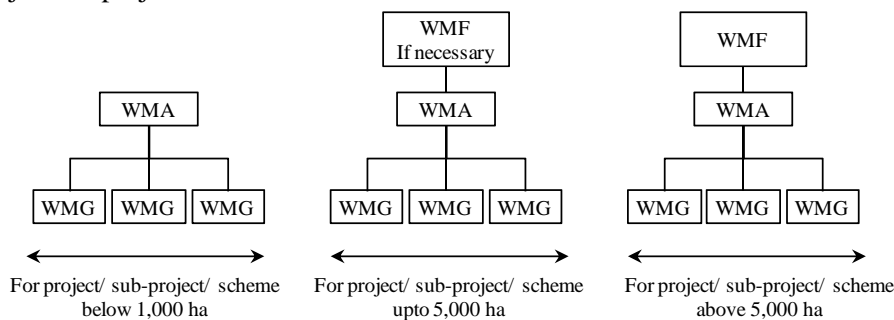 WMF
If necessary
WMF
WMA
WMA
WMA
WMG WMG WMG
WMG WMG WMG
WMG WMG WMG
For project/ sub-project/ scheme
below 1,000 ha
For project/ sub-project/ scheme
upto 5,000 ha
For project/ sub-project/ scheme
above 5,000 ha